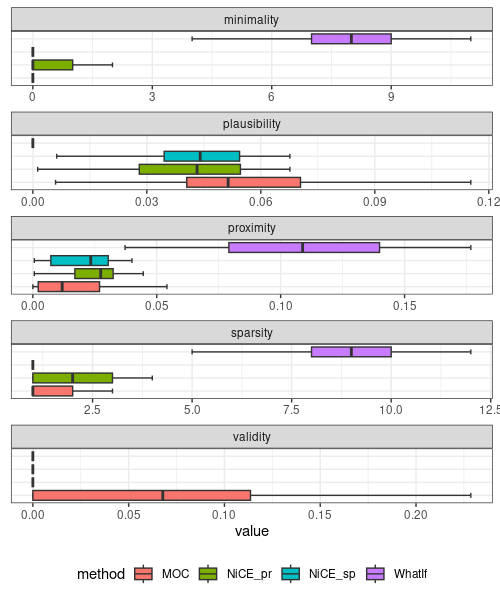 minimality
0 3 6 9
plausibility
0.00 0.03 0.06 0.09 0.12
proximity
0.00 0.05 0.10 0.15
sparsity
2.5 5.0 7.5 10.0 12.5
validity
0.00 0.05 0.10 0.15 0.20
value
method MOC NiCE_pr NiCE_sp WhatIf